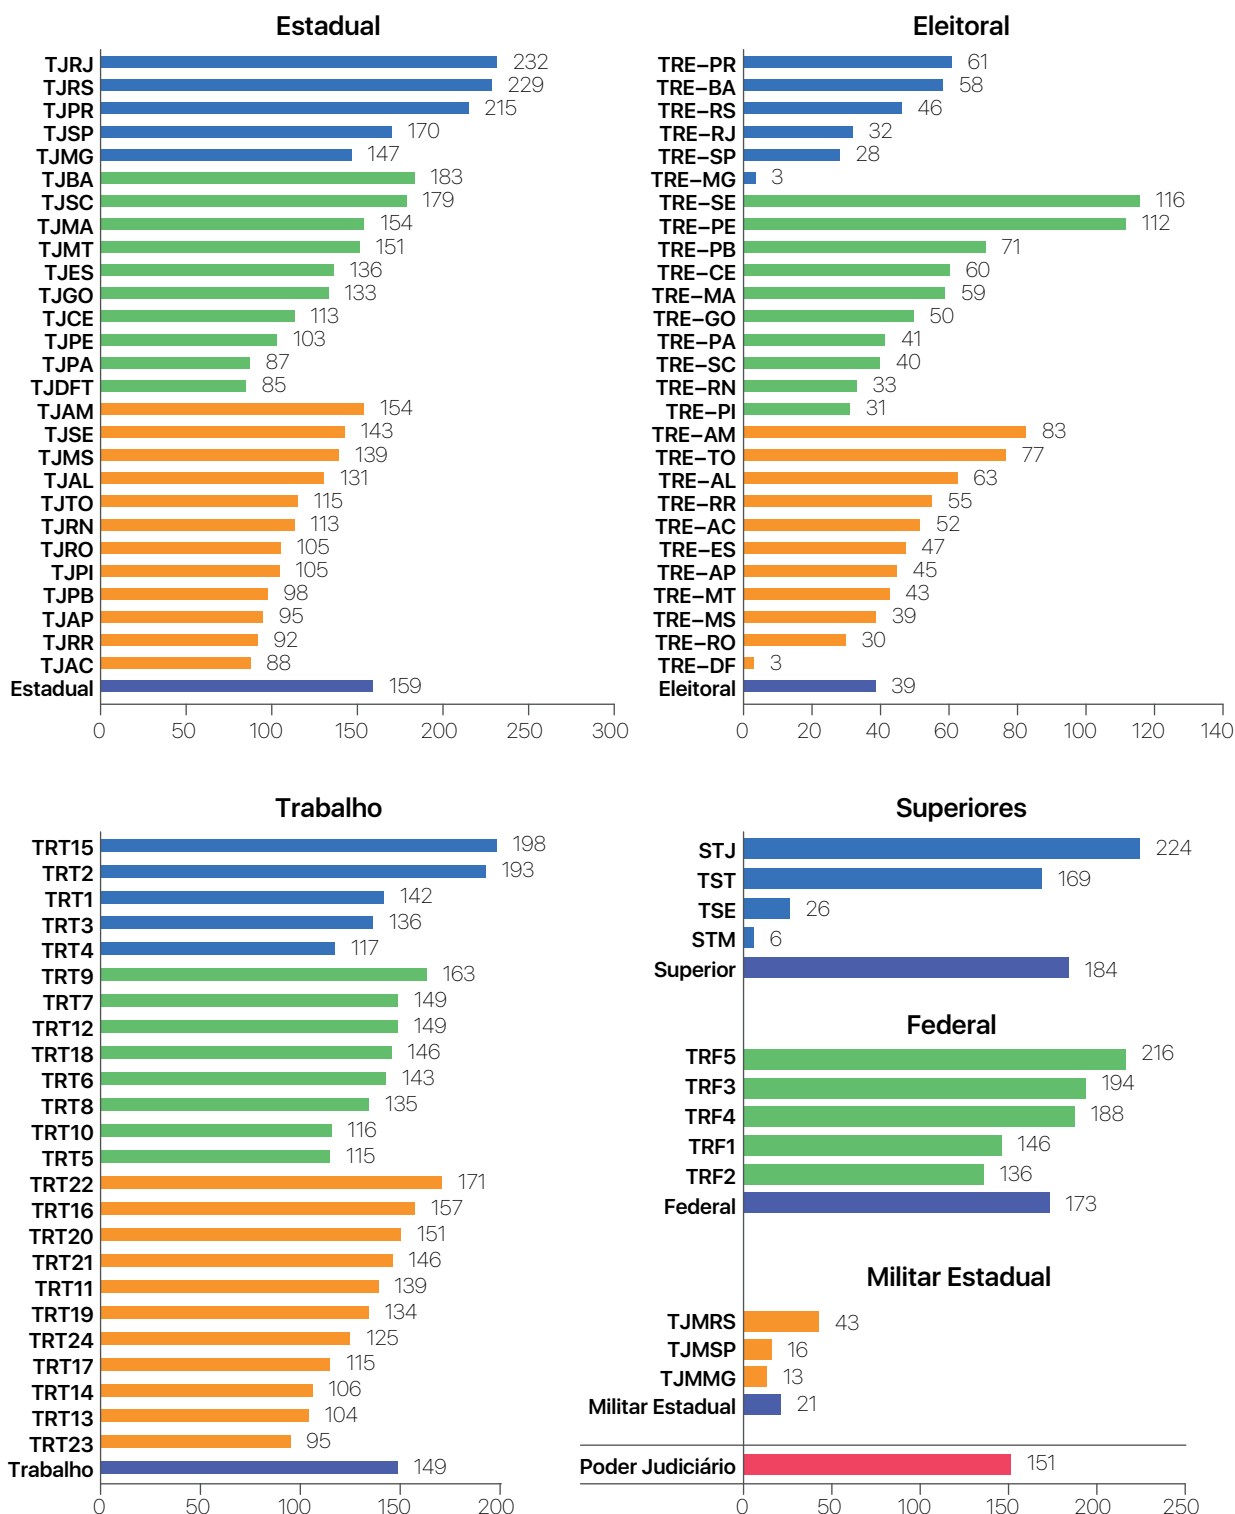 Estadual
TJRJ 232
TJRS 229
TJPR 215
TJSP 170
TJMG 147
TJBA 183
TJSC 179
TJMA 154
TJMT 151
TJES 136
TJGO 133
TJCE 113
TJPE 103
TJPA 87
TJDFT 85
TJAM 154
TJSE 143
TJMS 139
TJAL 131
TJTO 115
TJRN 113
TJRO 105
TJPI 105
TJPB 98
TJAP 95
TJRR 92
TJAC 88
Estadual 159
0 50 100 150 200 250 300
Eleitoral
TRE–PR 61
TRE–BA 58
TRE–RS 46
TRE–RJ 32
TRE–SP 28
TRE–MG 3
TRE–SE 116
TRE–PE 112
TRE–PB 71
TRE–CE 60
TRE–MA 59
TRE–GO 50
TRE–PA 41
TRE–SC 40
TRE–RN 33
TRE–PI 31
TRE–AM 83
TRE–TO 77
TRE–AL 63
TRE–RR 55
TRE–AC 52
TRE–ES 47
TRE–AP 45
TRE–MT 43
TRE–MS 39
TRE–RO 30
TRE–DF 3
Eleitoral 39
0 20 40 60 80 100 120 140
Trabalho
TRT15 198
TRT2 193
TRT1 142
TRT3 136
TRT4 117
TRT9 163
TRT7 149
TRT12 149
TRT18 146
TRT6 143
TRT8 135
TRT10 116
TRT5 115
TRT22 171
TRT16 157
TRT20 151
TRT21 146
TRT11 139
TRT19 134
TRT24 125
TRT17 115
TRT14 106
TRT13 104
TRT23 95
Trabalho 149
0 50 100 150 200
Superiores
STJ 224
TST 169
TSE 26
STM 6
Superior 184
Federal
TRF5 216
TRF3 194
TRF4 188
TRF1 146
TRF2 136
Federal 173
Militar Estadual
TJMRS 43
TJMSP 16
TJMMG 13
Militar Estadual 21
Poder Judiciário 151
0 50 100 150 200 250